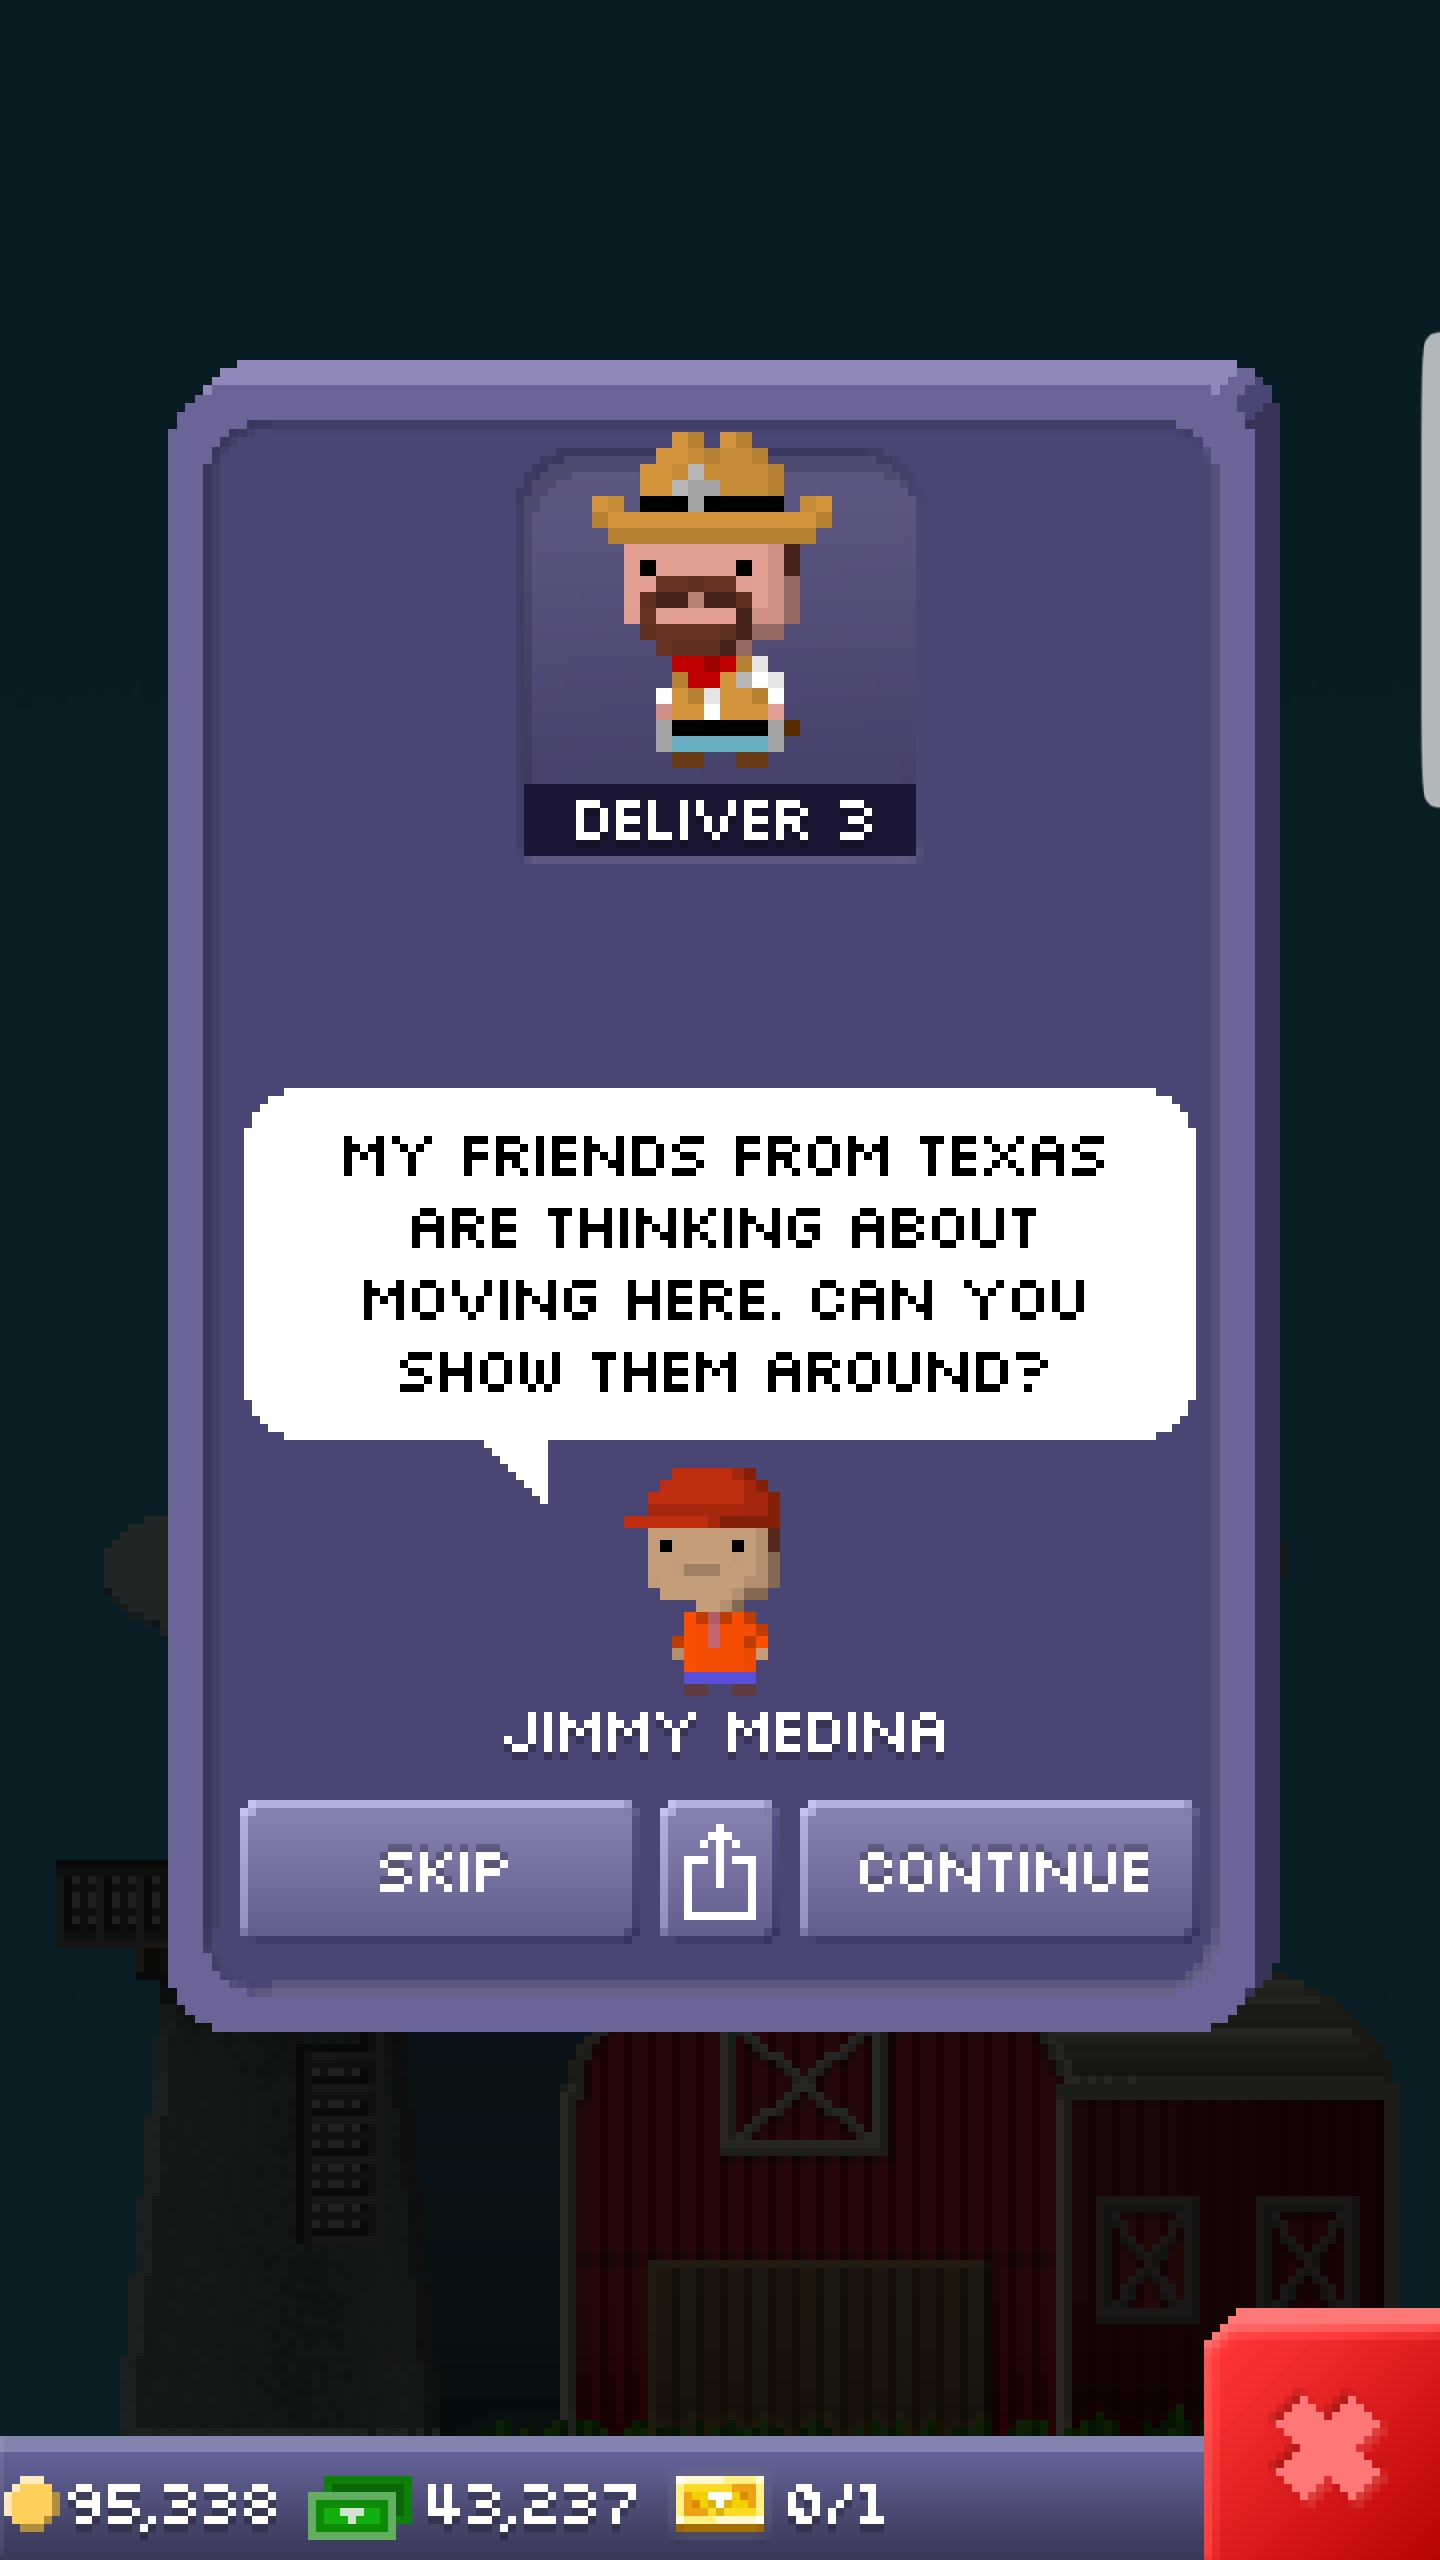 DELIVER 3
MY FRIENDS FROM TEXAS
ARE THINKING ABOUT
MOVING HERE. CAN YOU
SHOW THEM AROUND?
JIMMY MEDINA
SKIP
CONTINUE
95,338
43,237
0/1